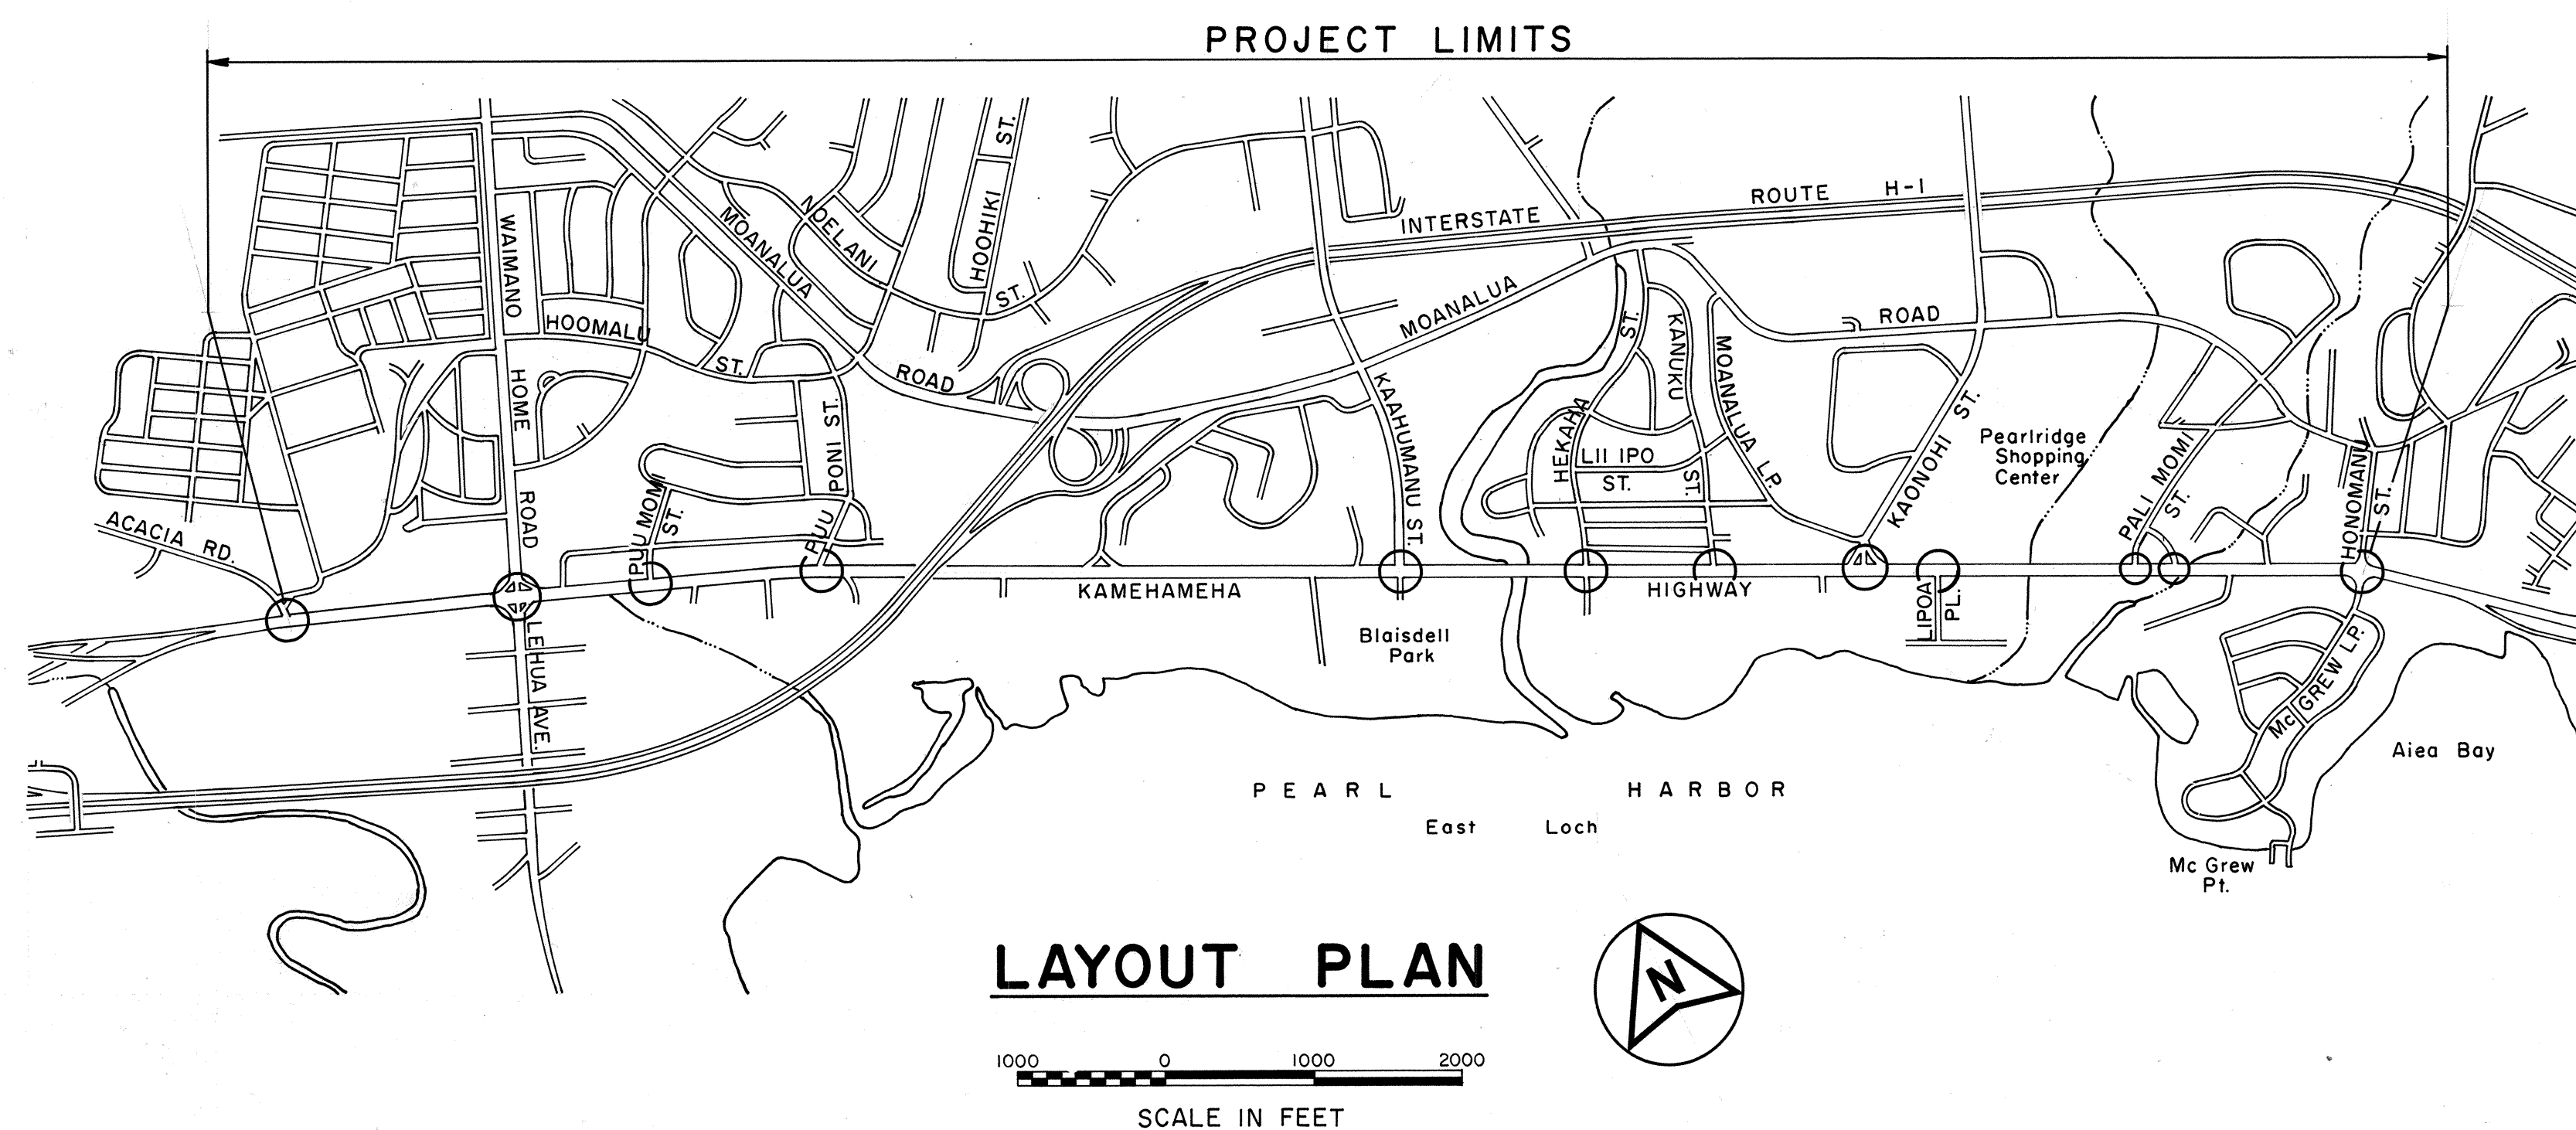 PROJECT LIMITS
HOOHIKI ST.
INTERSTATE ROUTE H-1
WAIMANO HOME ROAD
MOANALUA ROAD
NOELANI ST.
HOOMALU ST.
MOANALUA ROAD
KAAHUMANU ST.
HEKAHA ST.
KANUKU ST.
MOANALUA LP.
LII IPO
ST.
KAONOHI ST.
Pearlridge
Shopping
Center
PALI MOMI
ST.
HONOMANU
ST.
ACACIA RD.
PUU MOMI
ST.
PUU PONI ST.
KAMEHAMEHA HIGHWAY
LIPOA
PL.
LEHUA AVE.
Blaisdell
Park
Mc GREW LP.
Aiea Bay
PEARL HARBOR
East Loch
Mc Grew
Pt.
LAYOUT PLAN
N
1000 0 1000 2000
SCALE IN FEET